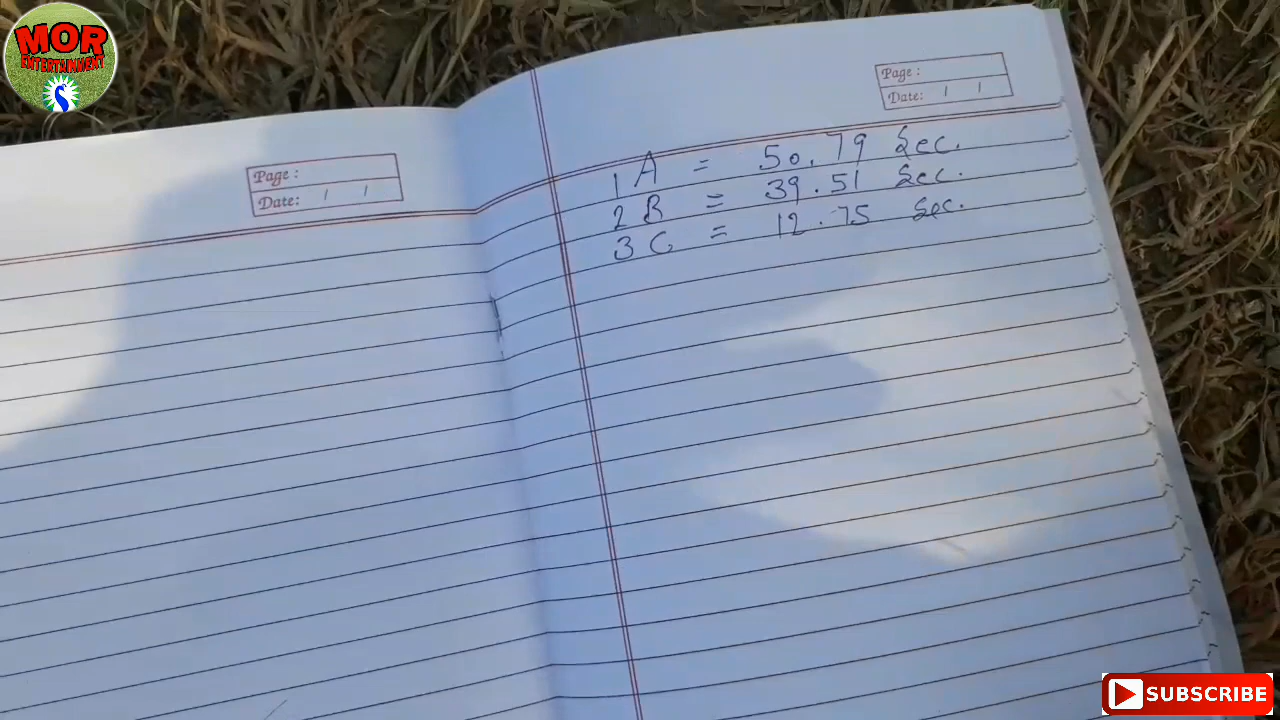 MOR
ENTERTAINMENT
Page :
Date: / /
Page :
Date: / /
1 A = 50.79 Sec.
2 B = 39.51 Sec.
3 C = 12.75 Sec.
SUBSCRIBE